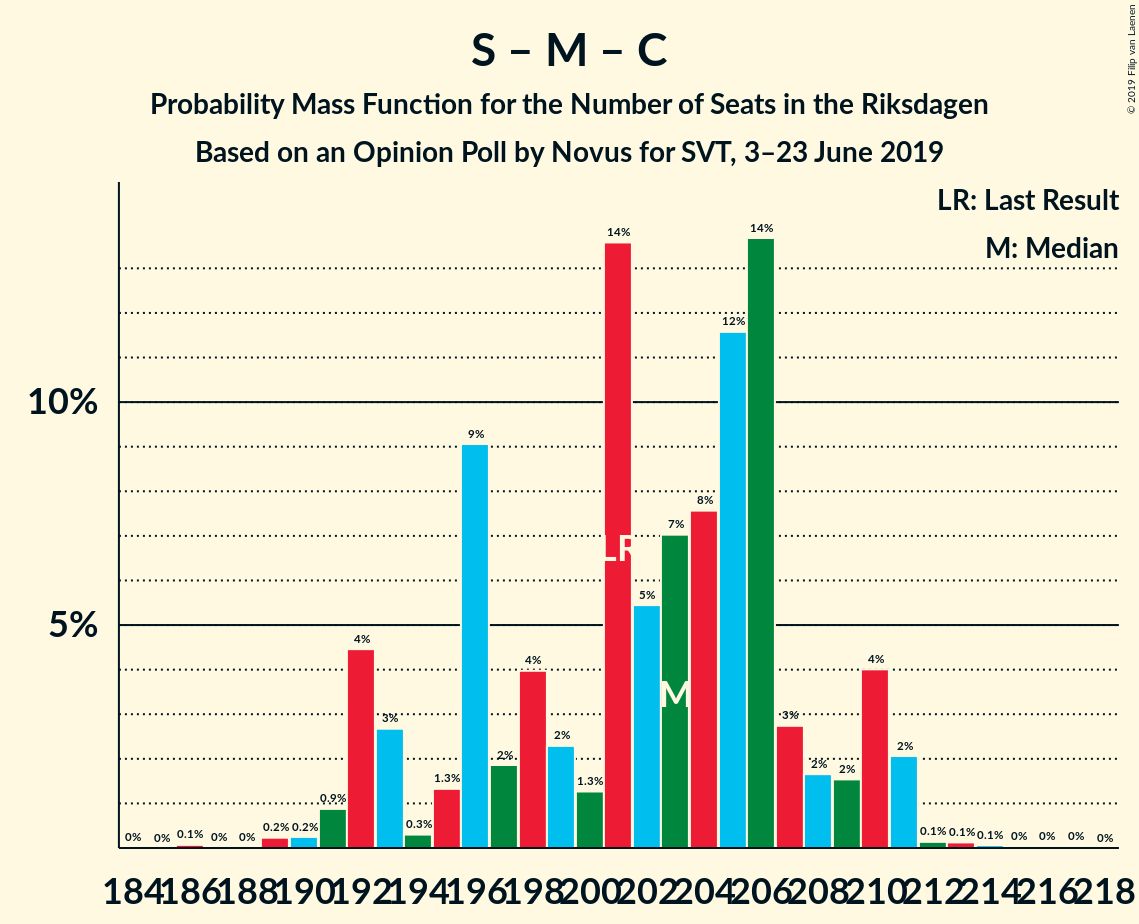 S – M – C
Probability Mass Function for the Number of Seats in the Riksdagen
Based on an Opinion Poll by Novus for SVT, 3–23 June 2019
© 2019 Filip van Laenen
LR: Last Result
M: Median
10%
5%
0% 0% 0.1% 0% 0% 0.2% 0.2% 0.9% 4% 3% 0.3% 1.3% 9% 2% 4% 2% 1.3% 14% 5% 7% 8% 12% 14% 3% 2% 2% 4% 2% 0.1% 0.1% 0.1% 0% 0% 0% 0%
LR
M
184 186 188 190 192 194 196 198 200 202 204 206 208 210 212 214 216 218